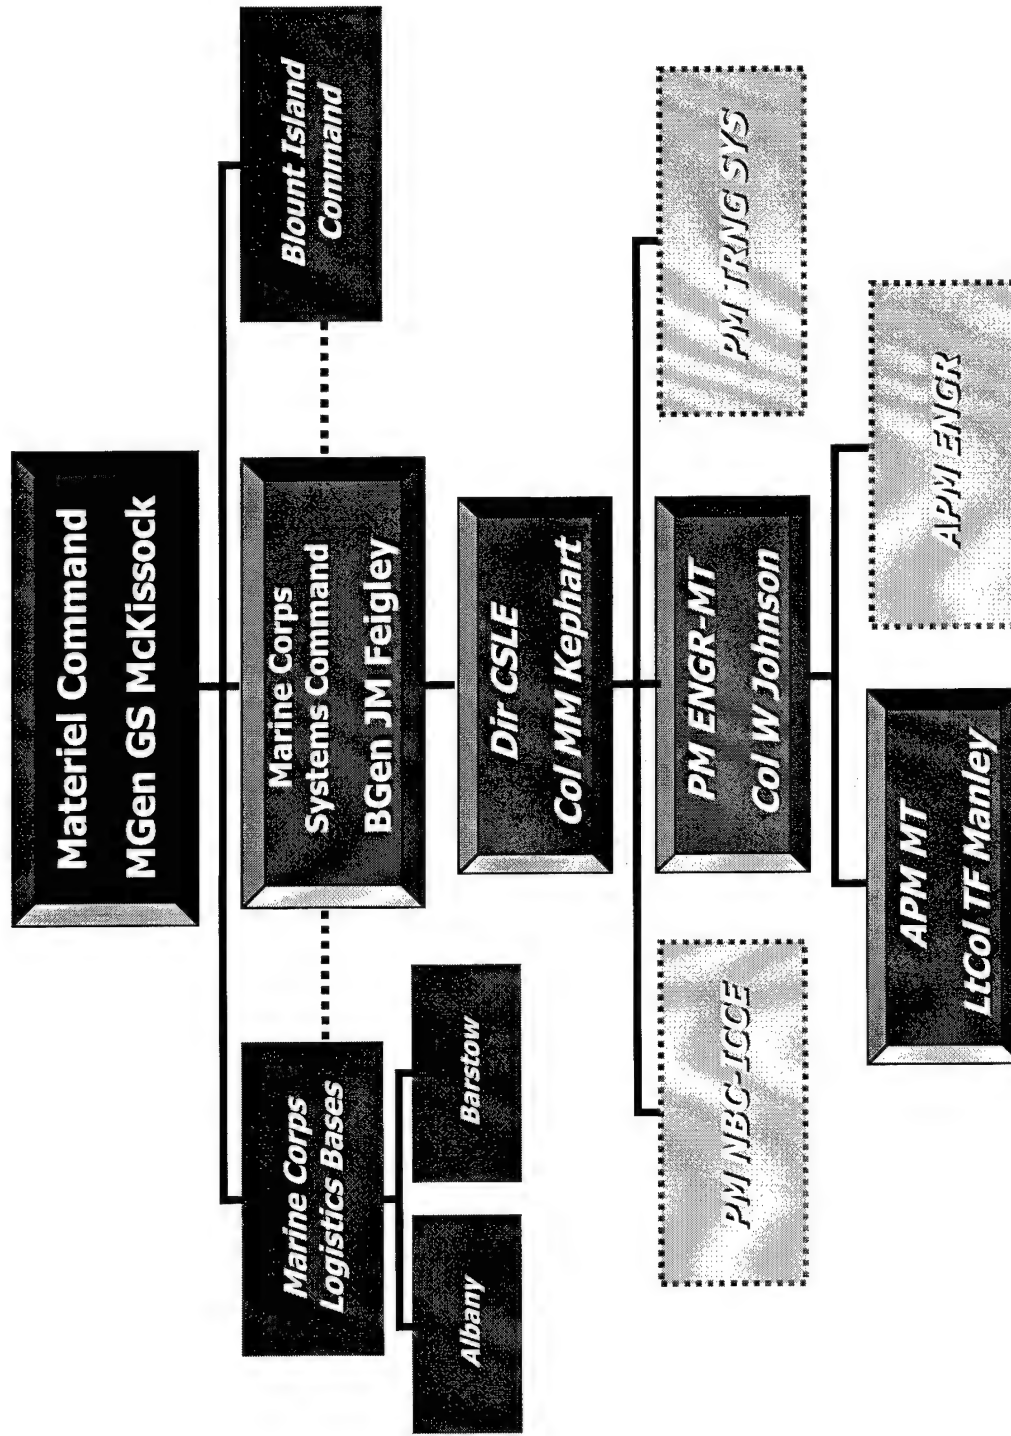 Materiel Command
MGen GS McKissock
Marine Corps
Logistics Bases
Marine Corps
Systems Command
BGen JM Feigley
Blount Island
Command
Albany
Barstow
Dir CSLE
Col MM Kephart
PM NBC-ICCE
PM ENGR-MT
Col W Johnson
PM TRNG SYS
APM MT
LtCol TF Manley
APM ENGR